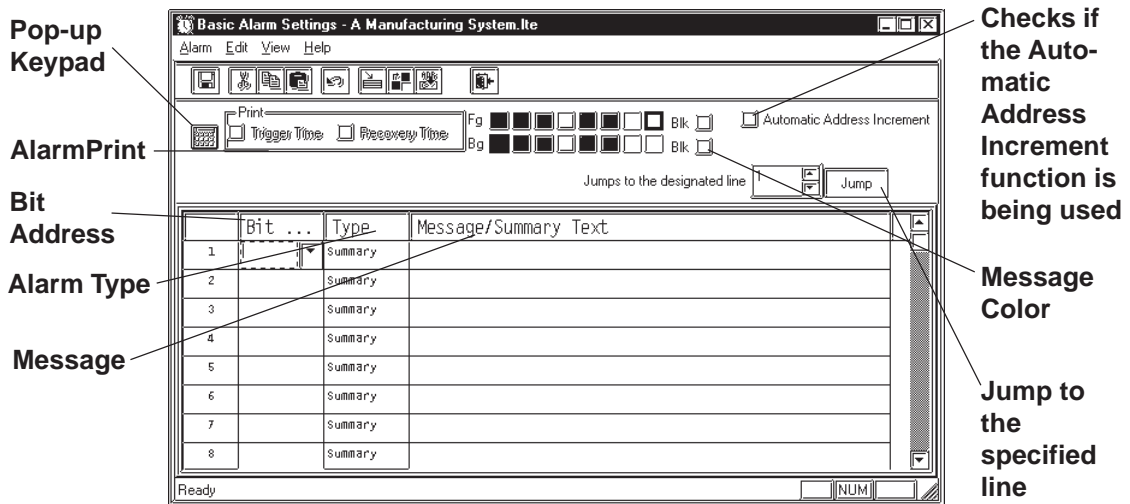 Pop-up
Keypad
AlarmPrint
Bit
Address
Alarm Type
Message
Basic Alarm Settings - A Manufacturing System.lte
Alarm Edit View Help
Print
Trigger Time Recovery Time
Fg Blk
Bg Blk
Automatic Address Increment
Jumps to the designated line 1 Jump
Bit ... Type Message/Summary Text
1 Summary
2 Summary
3 Summary
4 Summary
5 Summary
6 Summary
7 Summary
8 Summary
Ready NUM
Checks if
the Auto-
matic
Address
Increment
function is
being used
Message
Color
Jump to
the
specified
line